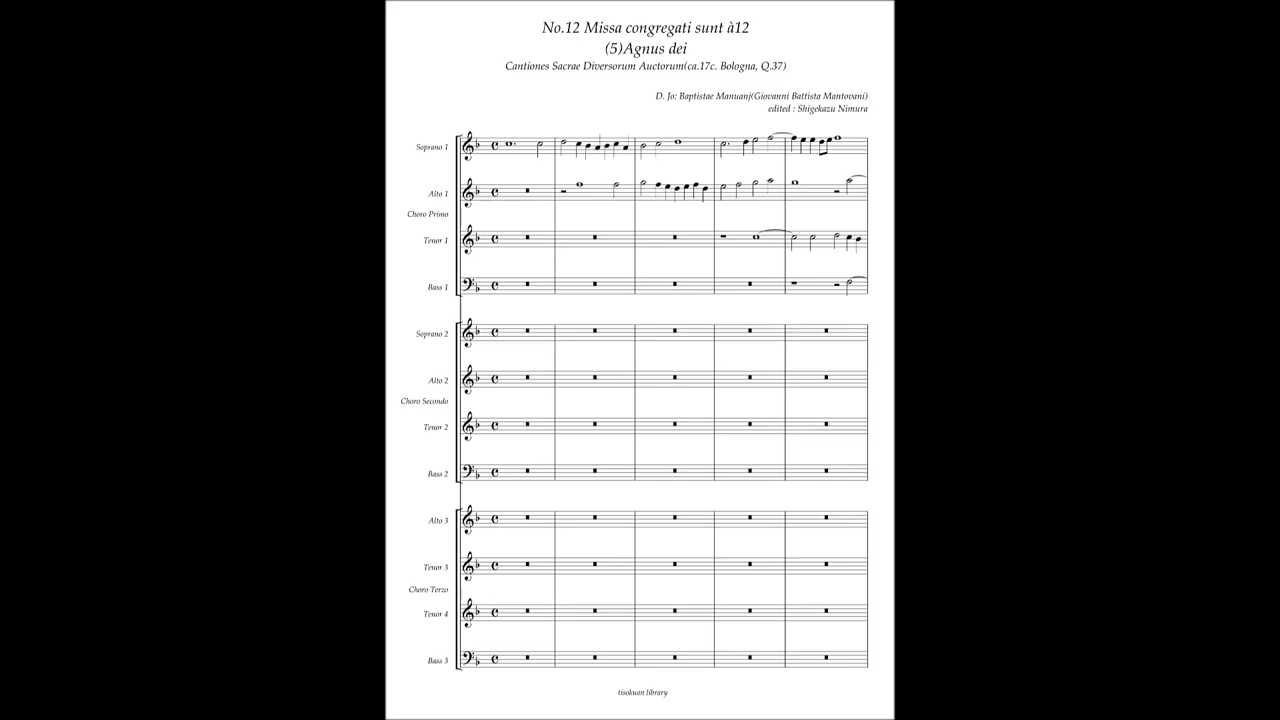 No.12 Missa congregati sunt à12
(5)Agnus dei
Cantiones Sacrae Diversorum Auctorum(ca.17c. Bologna, Q.37)
D. Jo: Baptistae Manuanj(Giovanni Battista Mantovani)
edited : Shigekazu Nimura
Soprano 1
Alto 1
Choro Primo
Tenor 1
Bass 1
Soprano 2
Alto 2
Choro Secondo
Tenor 2
Bass 2
Alto 3
Tenor 3
Choro Terzo
Tenor 4
Bass 3
tisokuan library